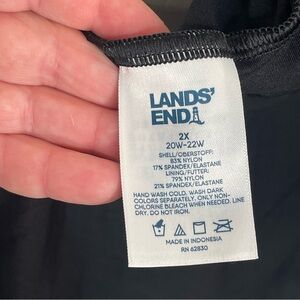 LANDS'
END
2X
20W-22W
SHELL/OBERSTOFF:
83% NYLON
17% SPANDEX/ELASTANE
LINING/FUTTER:
79% NYLON
21% SPANDEX/ELASTANE
HAND WASH COLD. WASH DARK
COLORS SEPARATELY. ONLY NON-
CHLORINE BLEACH WHEN NEEDED. LINE
DRY. DO NOT IRON.
MADE IN INDONESIA
RN 62830